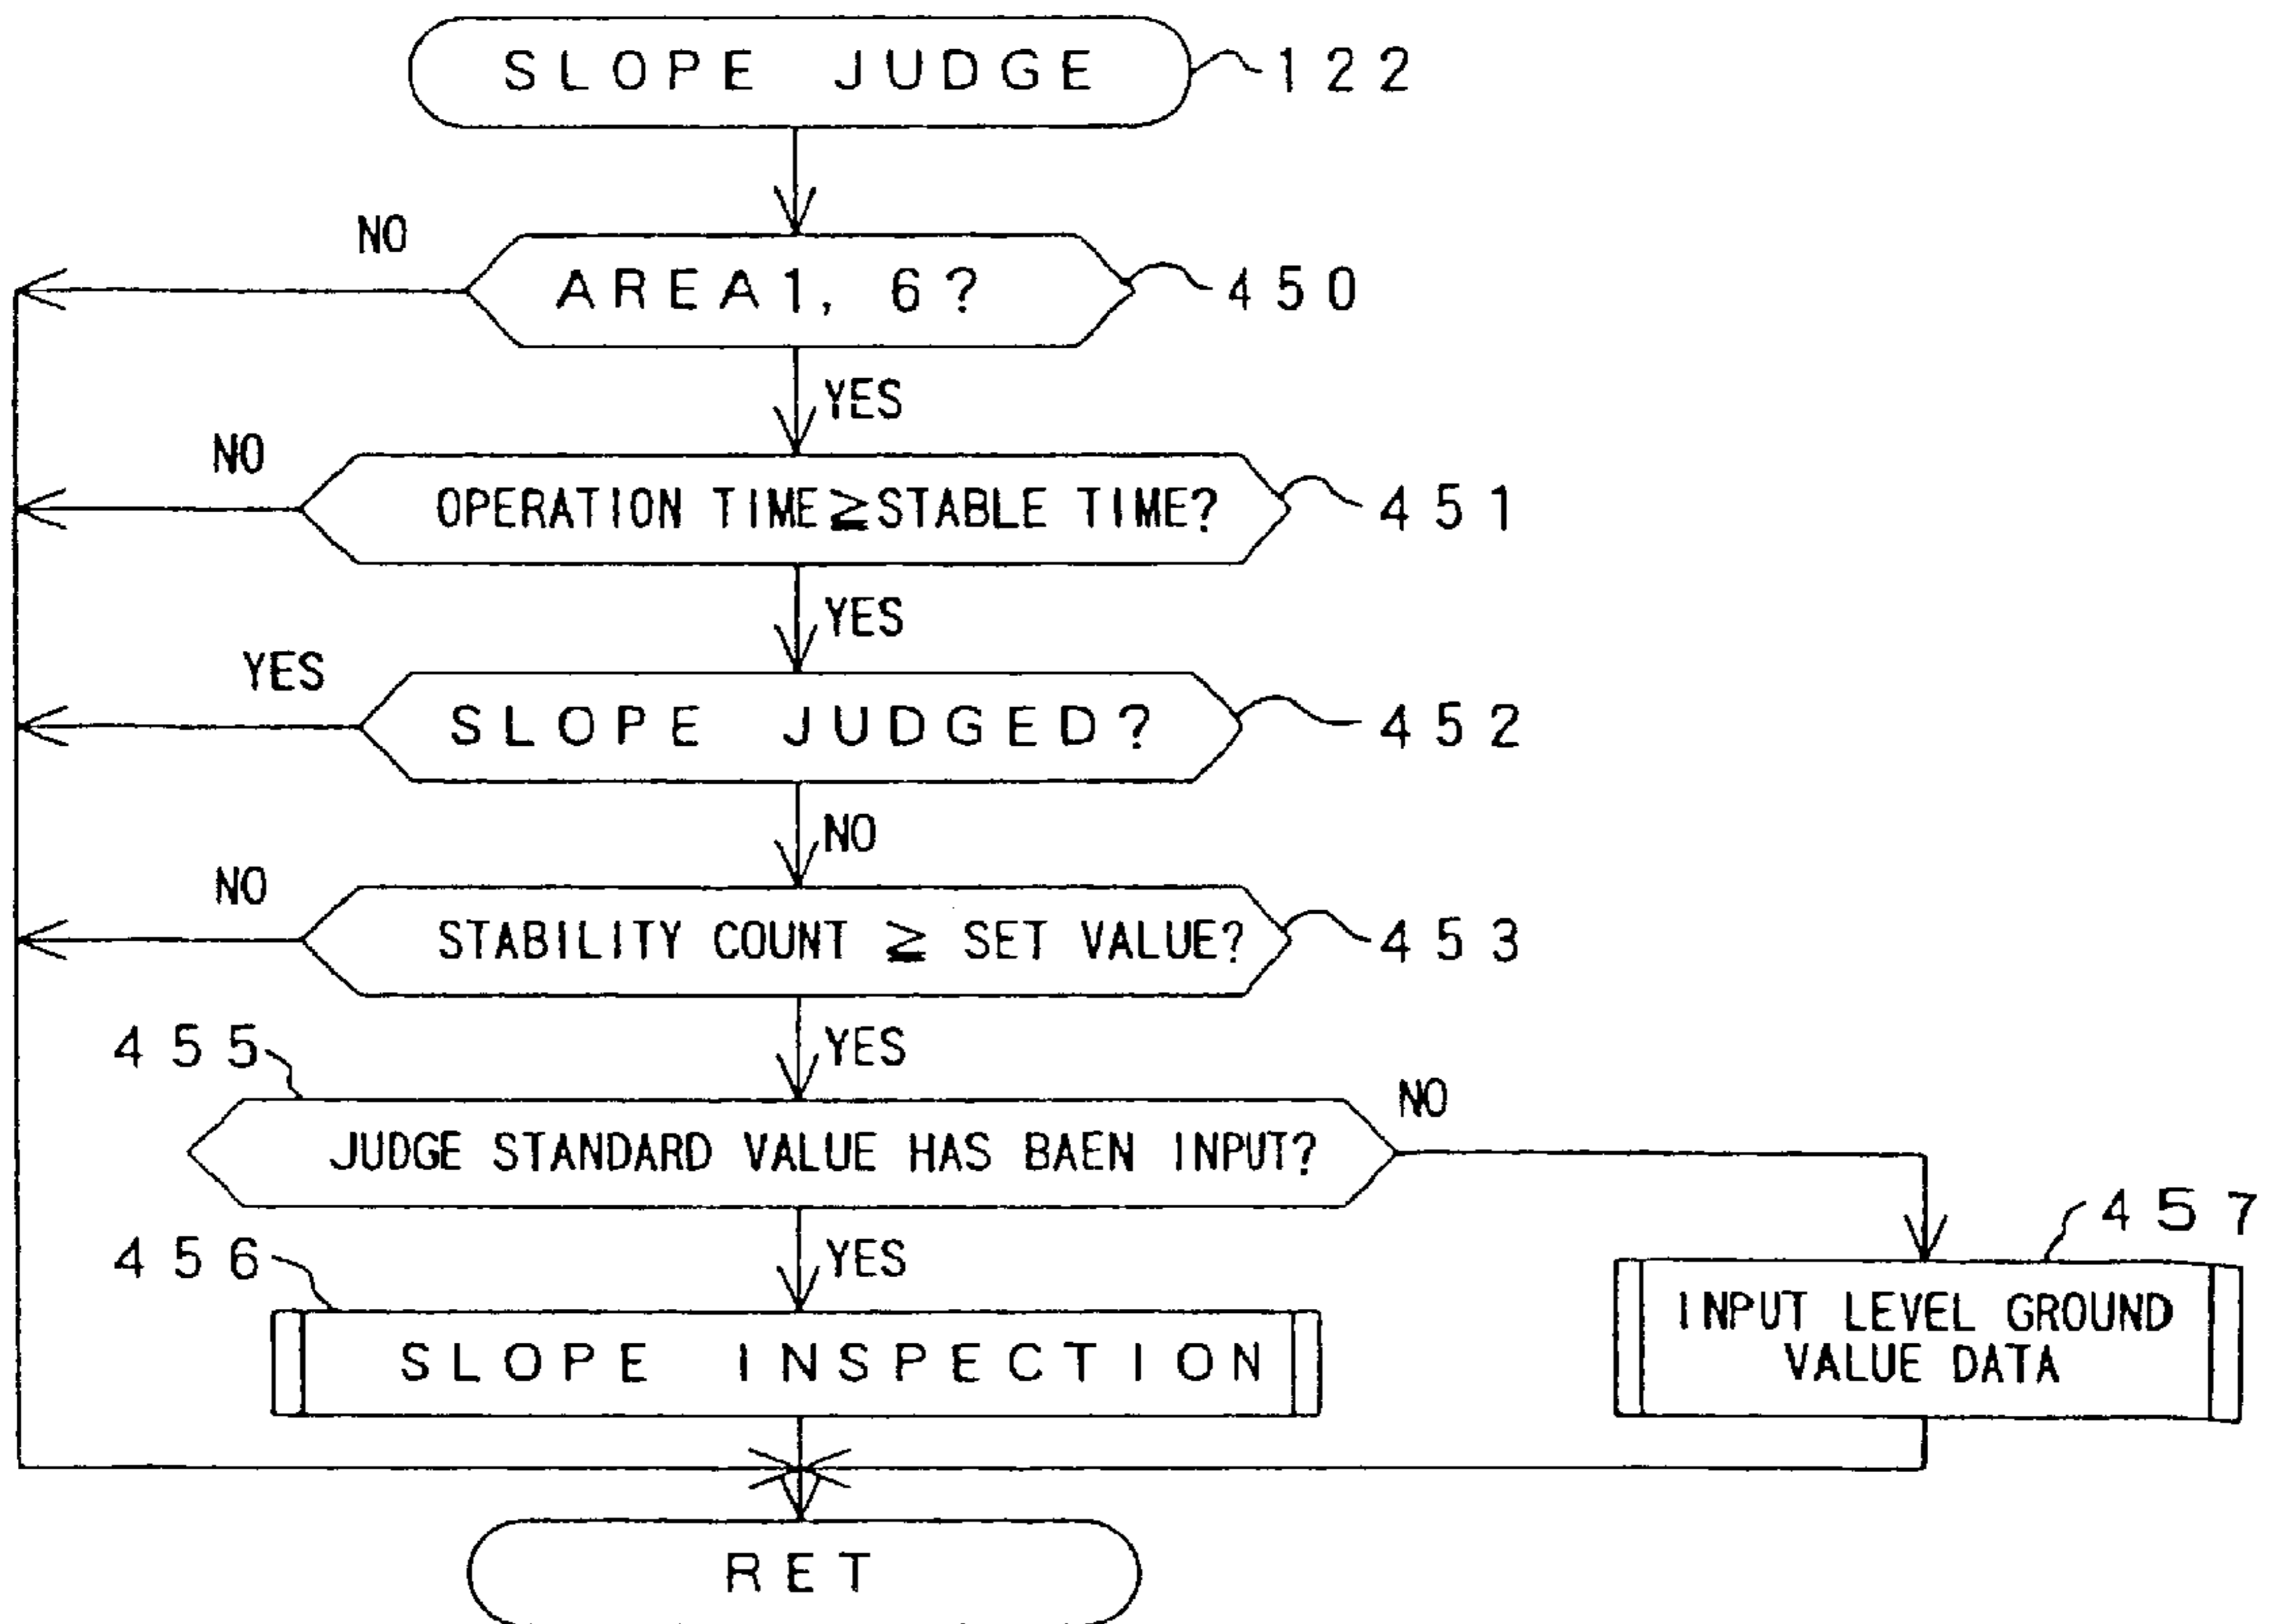 SLOPE JUDGE
122
NO
AREA1, 6?
450
YES
NO
OPERATION TIME≧STABLE TIME?
451
YES
YES
SLOPE JUDGED?
452
NO
NO
STABILITY COUNT ≧ SET VALUE?
453
YES
455
NO
JUDGE STANDARD VALUE HAS BAEN INPUT?
457
YES
456
INPUT LEVEL GROUND
VALUE DATA
SLOPE INSPECTION
RET